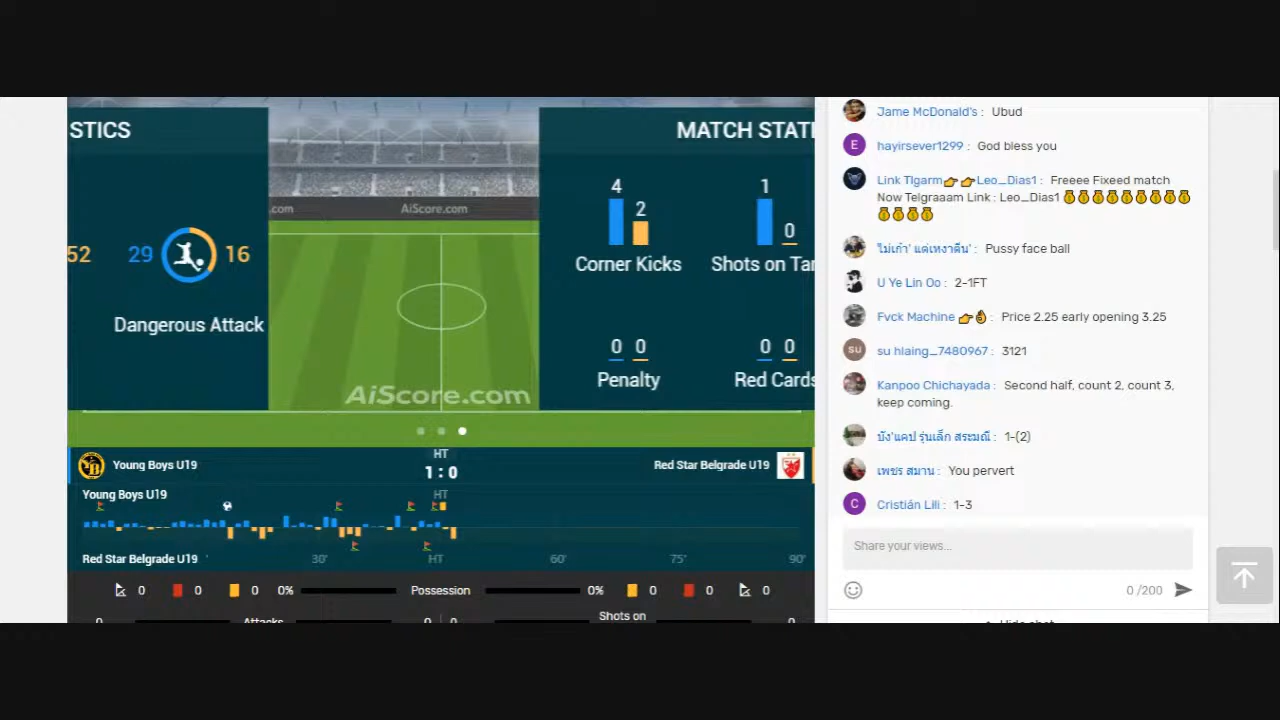 STICS
MATCH STATI
4
2
1
0
52
29
16
Corner Kicks
Shots on Tar
Dangerous Attack
0 0
0 0
Penalty
Red Cards
.com
AiScore.com
AiScore.com
HT
Young Boys U19
1 : 0
Red Star Belgrade U19
Young Boys U19
HT
Red Star Belgrade U19
'
30'
HT
60'
75'
90'
0
0
0
0%
Possession
0%
0
0
0
Shots on
0
Attacks
0
0
0
Jame McDonald's : Ubud
E
hayirsever1299 : God bless you
Link TIgarm👉👉Leo_Dias1 : Freeee Fixeed match
Now Telgraaam Link : Leo_Dias1 💰💰💰💰💰💰💰💰💰
💰💰💰💰
'ไม่เก๋า' แต่เหงาตีน' : Pussy face ball
U Ye Lin Oo : 2-1FT
Fvck Machine 👉👌 : Price 2.25 early opening 3.25
SU
su hlaing_7480967 : 3121
Kanpoo Chichayada : Second half, count 2, count 3,
keep coming.
บัง'แคป รุ่นเล็ก สระมณี : 1-(2)
เพชร สมาน : You pervert
C
Cristián Lili : 1-3
Share your views...
0 /200
Hide chat